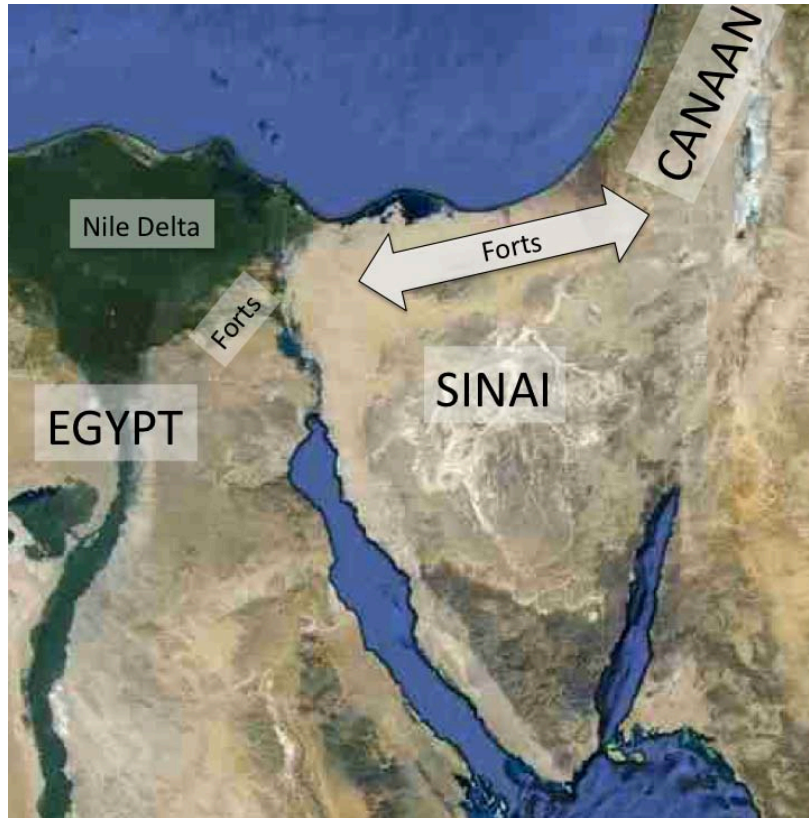 CANAAN
Nile Delta
Forts
Forts
SINAI
EGYPT